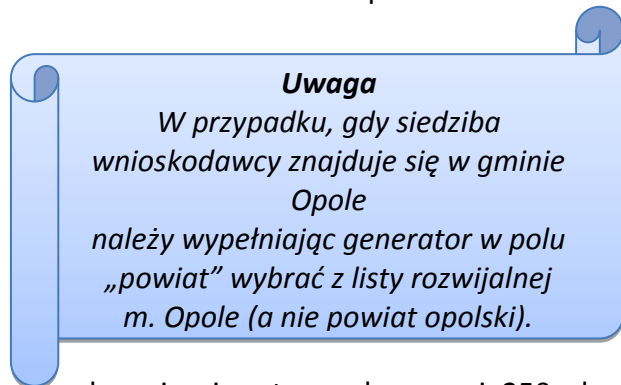 Uwaga
W przypadku, gdy siedziba
wnioskodawcy znajduje się w gminie
Opole
należy wypełniając generator w polu
„powiat” wybrać z listy rozwijalnej
m. Opole (a nie powiat opolski).